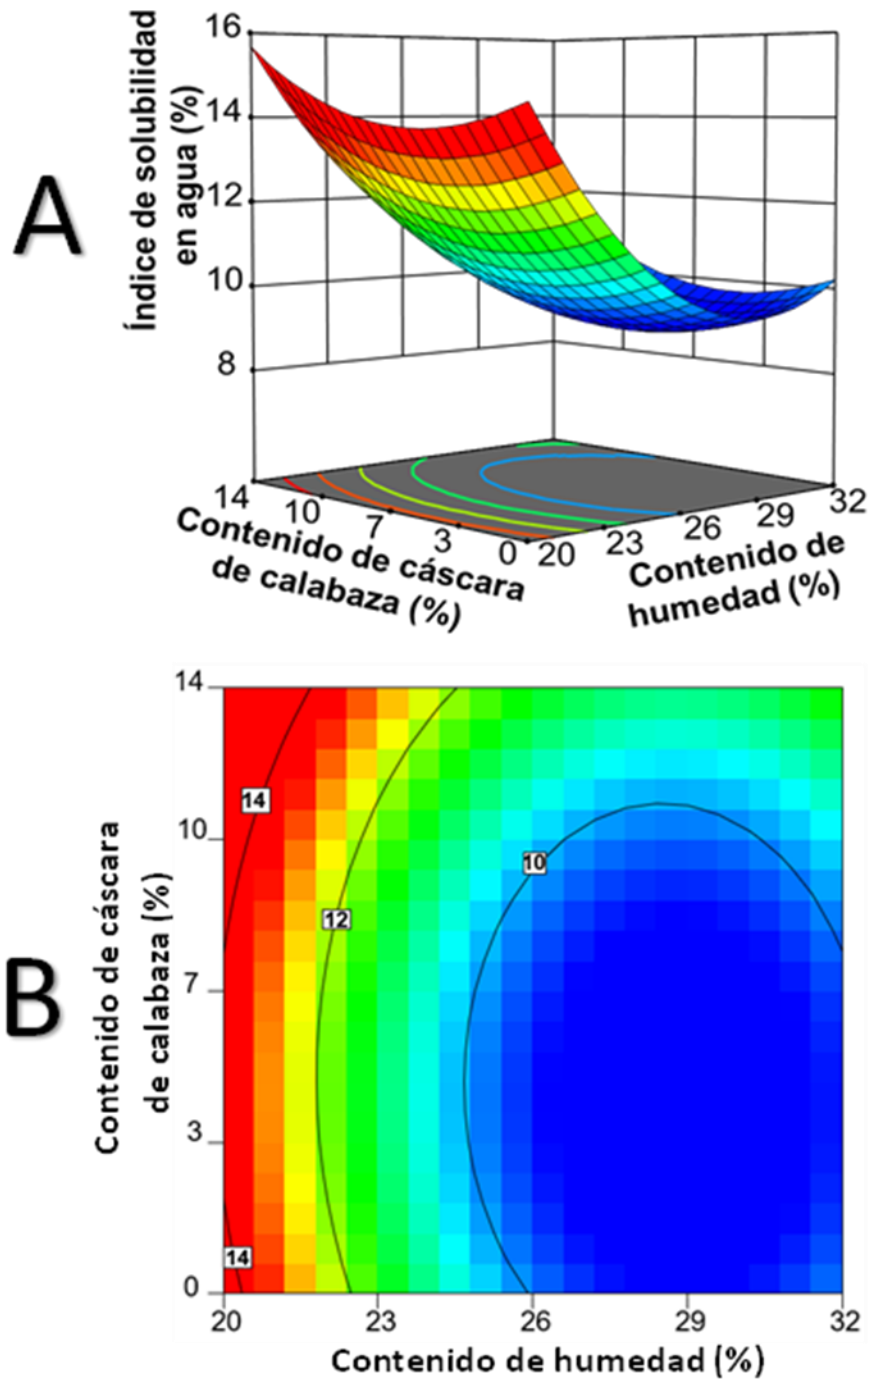 A
Índice de solubilidad
en agua (%)
16
14
12
10
8
14
10
7
3
0
20
23
26
29
32
Contenido de cáscara
de calabaza (%)
Contenido de
humedad (%)
B
Contenido de cáscara
de calabaza (%)
14
10
7
3
0
14
12
10
14
20
23
26
29
32
Contenido de humedad (%)